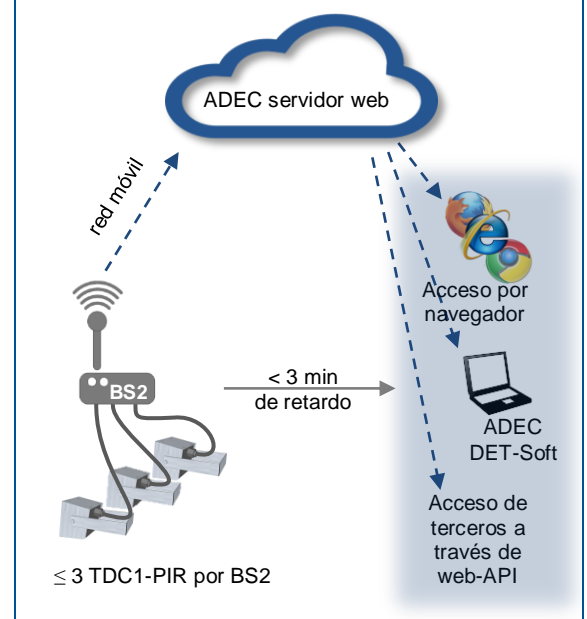 ADEC servidor web
red móvil
Acceso por
navegador
BS2
< 3 min
de retardo
ADEC
DET-Soft
Acceso de
terceros a
través de
web-API
≤ 3 TDC1-PIR por BS2